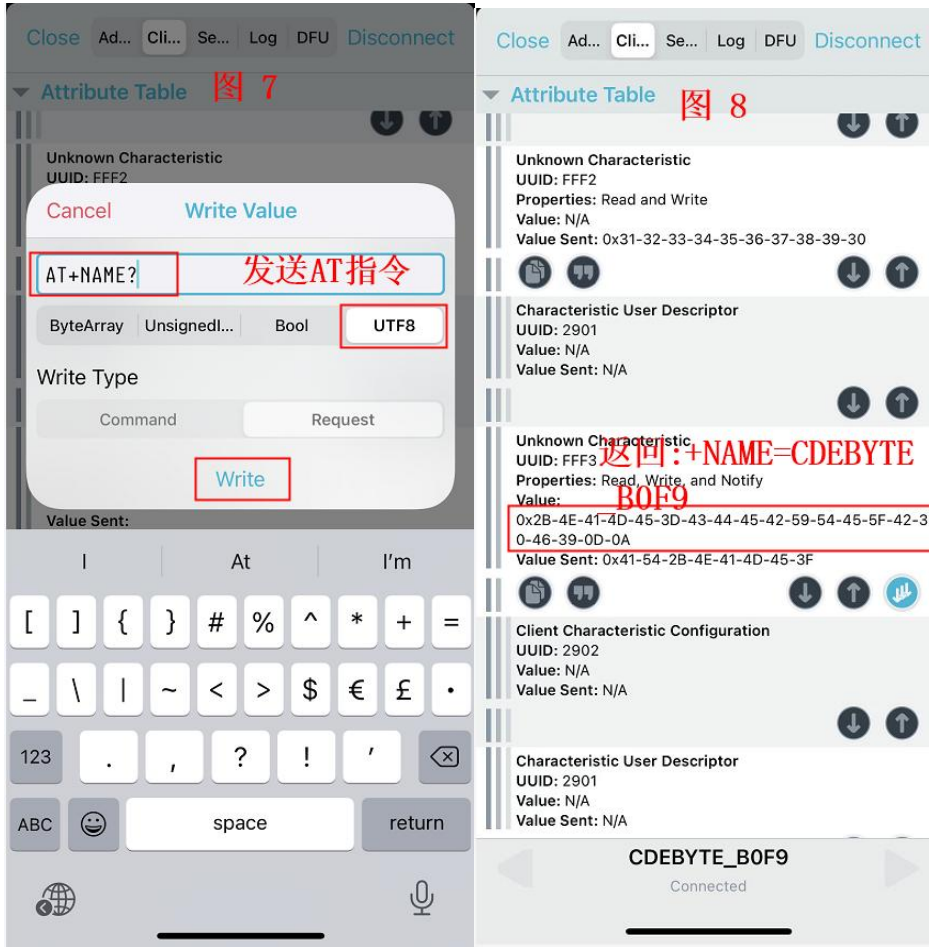 Close Ad... Cli... Se... Log DFU Disconnect
图 7
Attribute Table
Unknown Characteristic
UUID: FFF2
Cancel Write Value
AT+NAME? 发送AT指令
ByteArray UnsignedI... Bool UTF8
Write Type
Command Request
Write
Value Sent:
I At I'm
[ ] { } # % ^ * + =
_ \ | ~ < > $ € £ •
123 . , ? ! ’
ABC space return
Close Ad... Cli... Se... Log DFU Disconnect
Attribute Table 图 8
Unknown Characteristic
UUID: FFF2
Properties: Read and Write
Value: N/A
Value Sent: 0x31-32-33-34-35-36-37-38-39-30
Characteristic User Descriptor
UUID: 2901
Value: N/A
Value Sent: N/A
Unknown Characteristic
UUID: FFF3
返回:+NAME=CDEBYTE
_B0F9
Properties: Read, Write, and Notify
Value:
0x2B-4E-41-4D-45-3D-43-44-45-42-59-54-45-5F-42-3
0-46-39-0D-0A
Value Sent: 0x41-54-2B-4E-41-4D-45-3F
Client Characteristic Configuration
UUID: 2902
Value: N/A
Value Sent: N/A
Characteristic User Descriptor
UUID: 2901
Value: N/A
Value Sent: N/A
CDEBYTE_B0F9
Connected